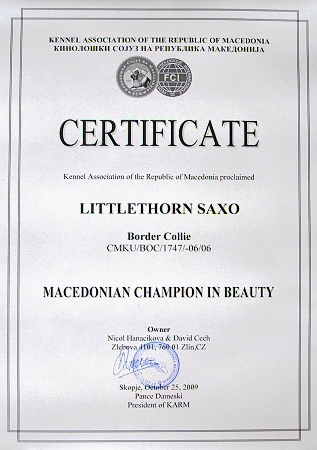 KENNEL ASSOCIATION OF THE REPUBLIC OF MACEDONIA
КИНОЛОШКИ СОЈУЗ НА РЕПУБЛИКА МАКЕДОНИЈА
FCI
CERTIFICATE
Kennel Association of the Republic of Macedonia proclaimed
LITTLETHORN SAXO
Border Collie
CMKU/BOC/1747/-06/06
MACEDONIAN CHAMPION IN BEAUTY
Owner
Nicol Hanacikova & David Cech
Zlebova 4101, 760 01 Zlin,CZ
Skopje, October 25, 2009
Pance Dameski
President of KARM